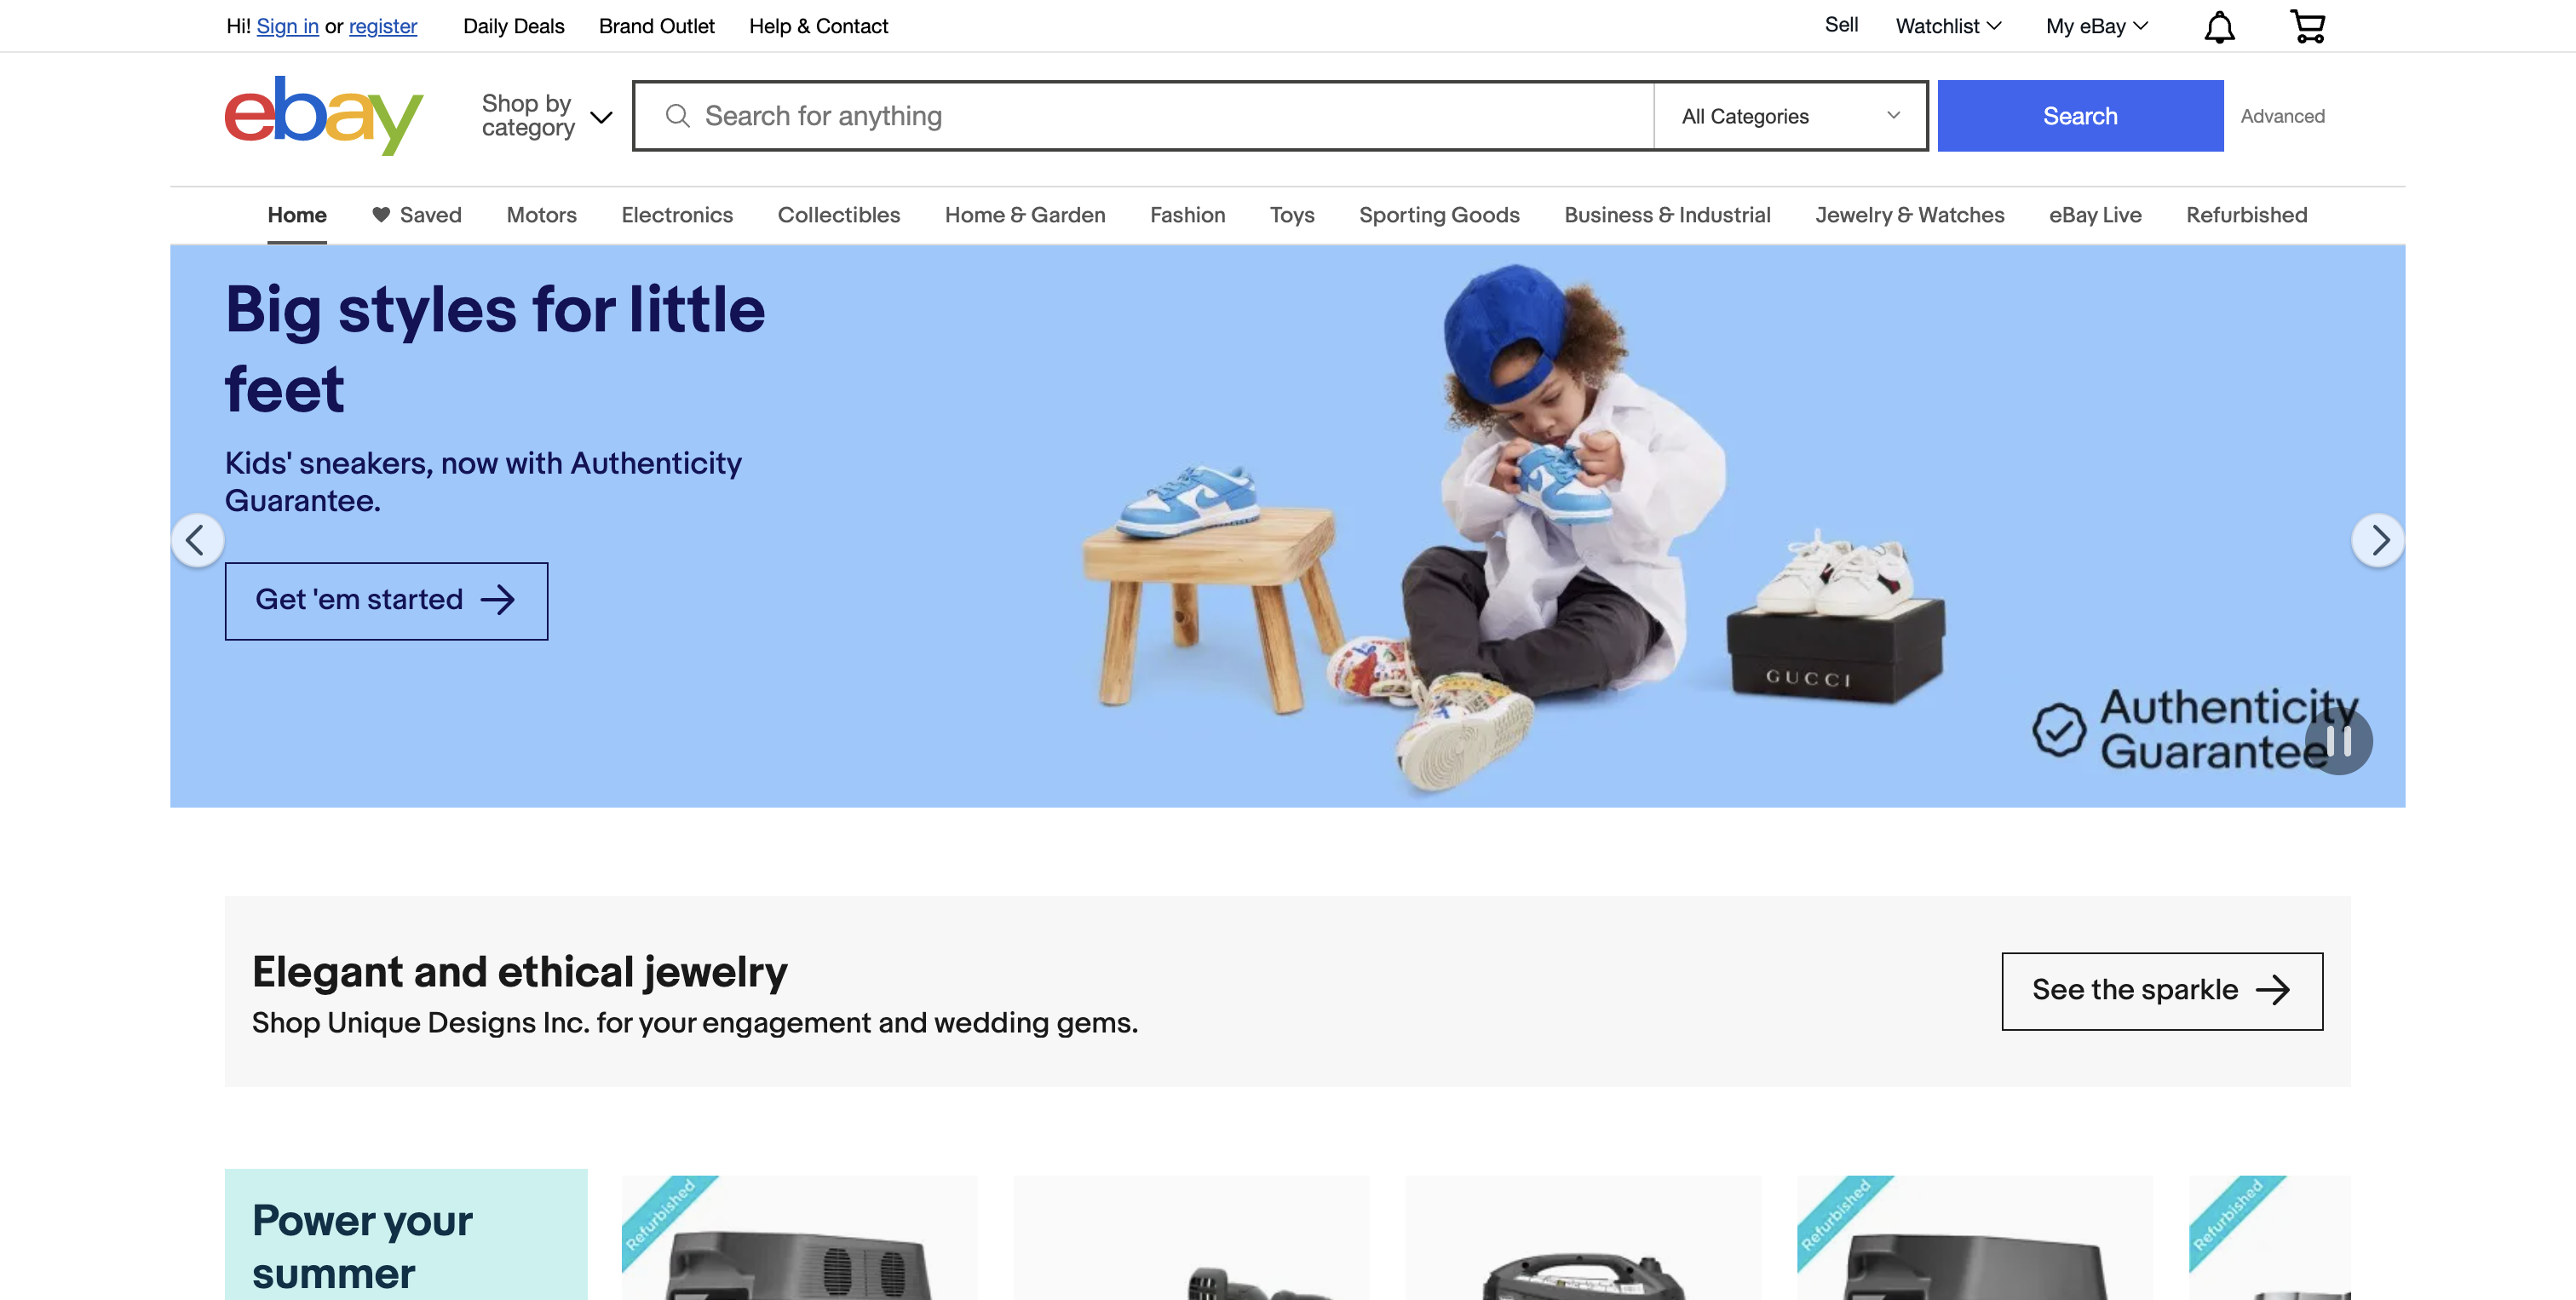 Hi! Sign in or register Daily Deals Brand Outlet Help & Contact Sell Watchlist My eBay
ebay
Shop by
category
Search for anything All Categories Search Advanced
Home Saved Motors Electronics Collectibles Home & Garden Fashion Toys Sporting Goods Business & Industrial Jewelry & Watches eBay Live Refurbished
Big styles for little
feet
Kids' sneakers, now with Authenticity
Guarantee.
Get 'em started
GUCCI
Authenticity
Guarantee
Elegant and ethical jewelry
Shop Unique Designs Inc. for your engagement and wedding gems.
See the sparkle
Power your
summer
Refurbished
Refurbished
Refurbished